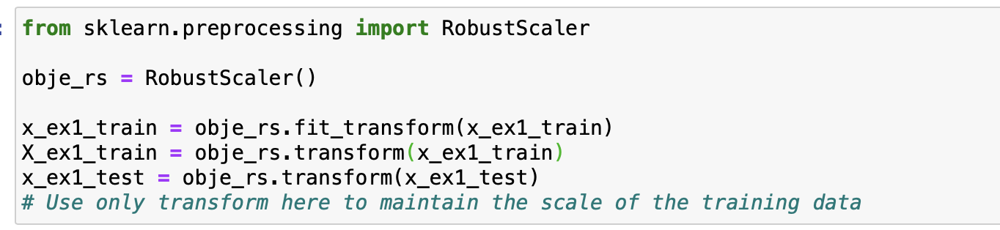 :
from sklearn.preprocessing import RobustScaler
obje_rs = RobustScaler()
x_ex1_train = obje_rs.fit_transform(x_ex1_train)
X_ex1_train = obje_rs.transform(x_ex1_train)
x_ex1_test = obje_rs.transform(x_ex1_test)
# Use only transform here to maintain the scale of the training data